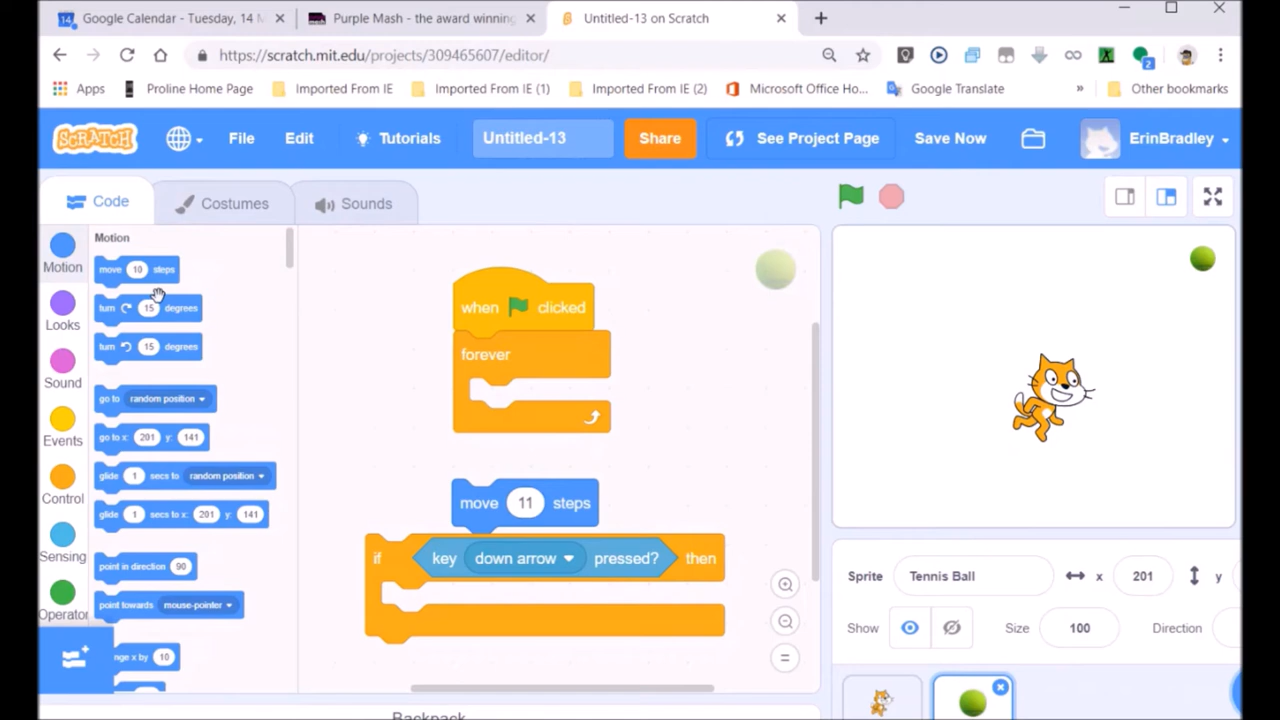 Google Calendar - Tuesday, 14 M
Purple Mash - the award winning
Untitled-13 on Scratch
https://scratch.mit.edu/projects/309465607/editor/
2
Apps
Proline Home Page
Imported From IE
Imported From IE (1)
Imported From IE (2)
Microsoft Office Ho...
Google Translate
»
Other bookmarks
SCRATCH
File
Edit
Tutorials
Untitled-13
Share
See Project Page
Save Now
ErinBradley
Code
Costumes
Sounds
Motion
Looks
Sound
Events
Control
Sensing
Operator
Motion
move 10 steps
turn 15 degrees
turn 15 degrees
go to random position
go to x: 201 y: 141
glide 1 secs to random position
glide 1 secs to x: 201 y: 141
point in direction 90
point towards mouse-pointer
nge x by 10
when clicked
forever
move 11 steps
if key down arrow pressed? then
Sprite Tennis Ball x 201 y
Show Size 100 Direction
Backpack